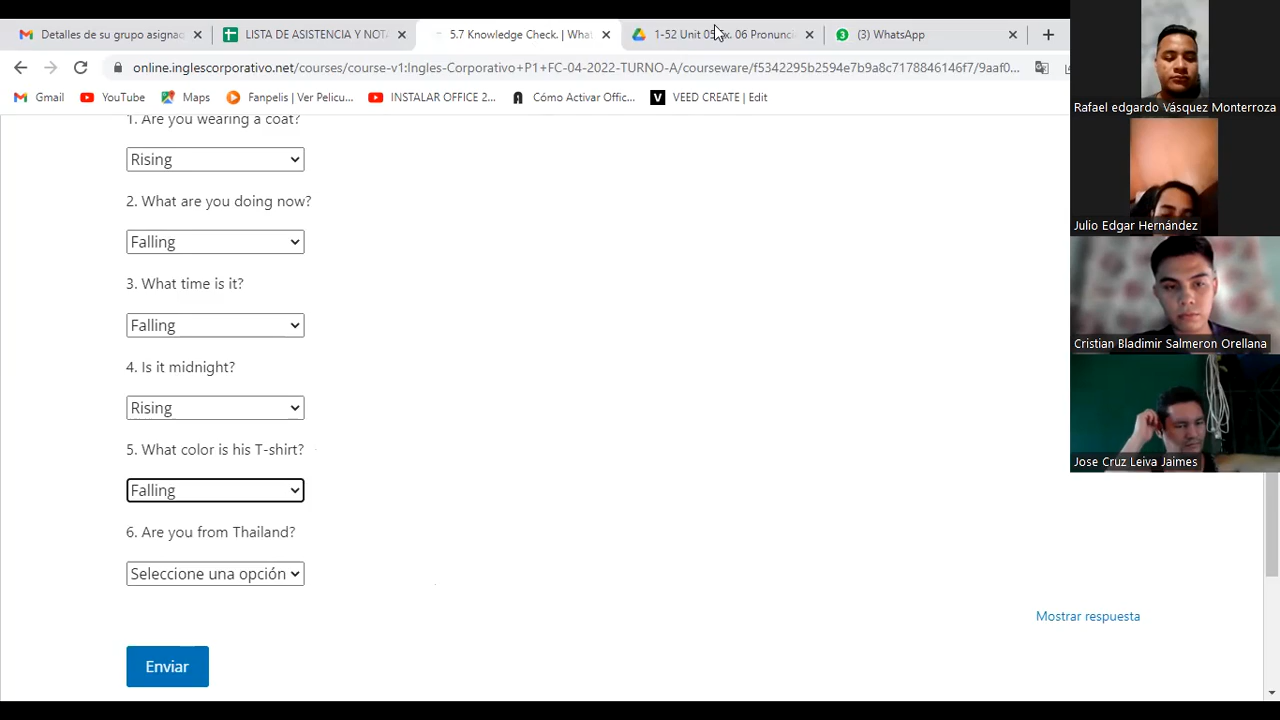 Detalles de su grupo asignac
LISTA DE ASISTENCIA Y NOTA
5.7 Knowledge Check. | What
1-52 Unit 05 Ex. 06 Pronunci
(3) WhatsApp
online.inglescorporativo.net/courses/course-v1:Ingles-Corporativo+P1+FC-04-2022-TURNO-A/courseware/f5342295b2594e7b9a8c7178846146f7/9aaf0...
Gmail
YouTube
Maps
Fanpelis | Ver Pelicu...
INSTALAR OFFICE 2...
Cómo Activar Offic...
VEED CREATE | Edit
1. Are you wearing a coat?
Rising
2. What are you doing now?
Falling
3. What time is it?
Falling
4. Is it midnight?
Rising
5. What color is his T-shirt?
Falling
6. Are you from Thailand?
Seleccione una opción
Mostrar respuesta
Enviar
Rafael edgardo Vásquez Monterroza
Julio Edgar Hernández
Cristian Bladimir Salmeron Orellana
Jose Cruz Leiva Jaimes